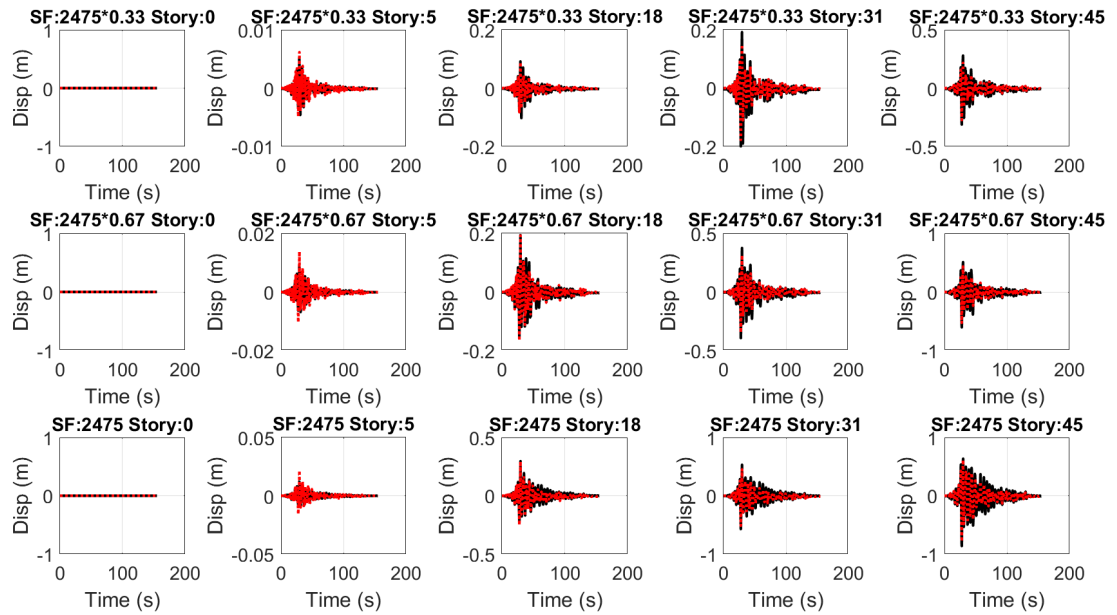 SF:2475*0.33 Story:0 SF:2475*0.33 Story:5 SF:2475*0.33 Story:18 SF:2475*0.33 Story:31 SF:2475*0.33 Story:45
1 0.01 0.2 0.2 0.5
Disp (m) Disp (m) Disp (m) Disp (m) Disp (m)
0 0 0 0 0
-1 -0.01 -0.2 -0.2 -0.5
0 100 200 0 100 200 0 100 200 0 100 200 0 100 200
Time (s) Time (s) Time (s) Time (s) Time (s)
SF:2475*0.67 Story:0 SF:2475*0.67 Story:5 SF:2475*0.67 Story:18 SF:2475*0.67 Story:31 SF:2475*0.67 Story:45
1 0.02 0.2 0.5 1
Disp (m) Disp (m) Disp (m) Disp (m) Disp (m)
0 0 0 0 0
-1 -0.02 -0.2 -0.5 -1
0 100 200 0 100 200 0 100 200 0 100 200 0 100 200
Time (s) Time (s) Time (s) Time (s) Time (s)
SF:2475 Story:0 SF:2475 Story:5 SF:2475 Story:18 SF:2475 Story:31 SF:2475 Story:45
1 0.05 0.5 1 1
Disp (m) Disp (m) Disp (m) Disp (m) Disp (m)
0 0 0 0 0
-1 -0.05 -0.5 -1 -1
0 100 200 0 100 200 0 100 200 0 100 200 0 100 200
Time (s) Time (s) Time (s) Time (s) Time (s)